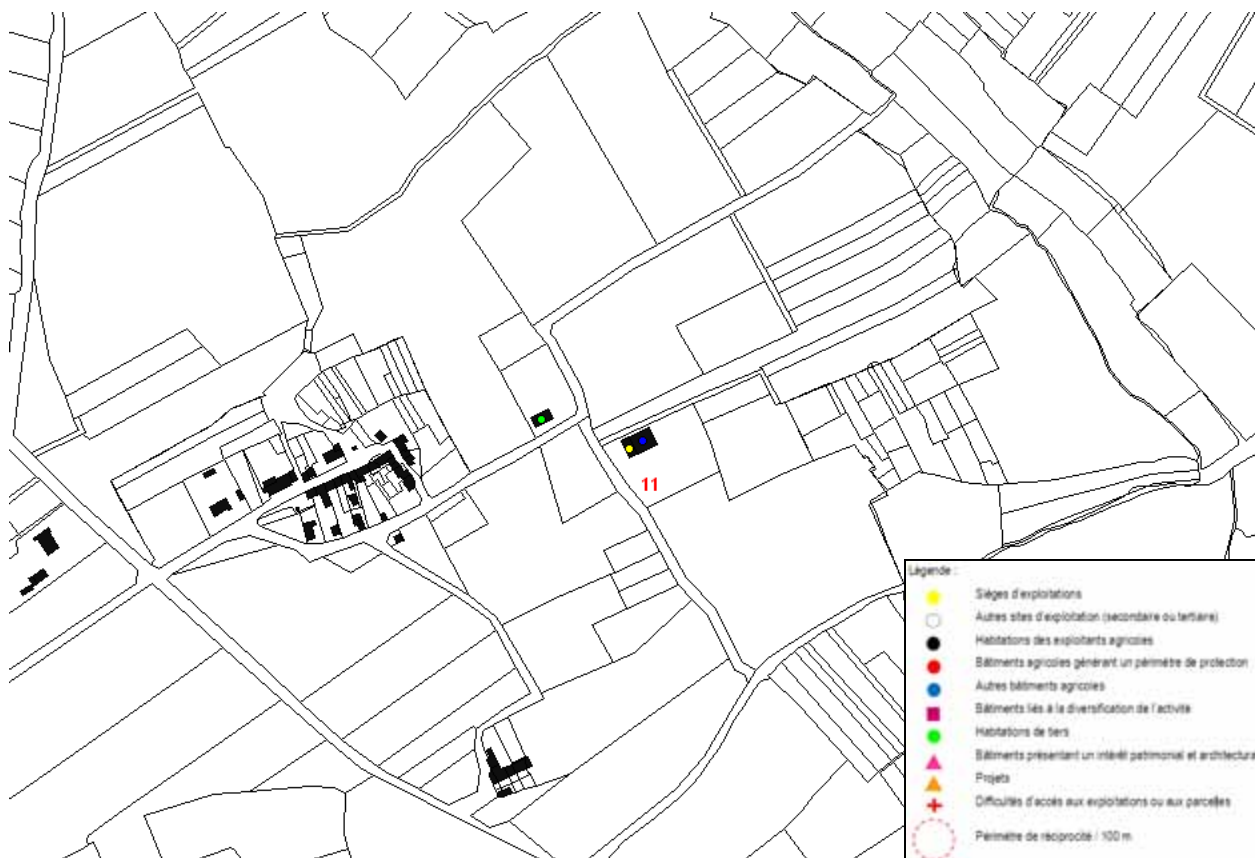 11
Légende :
Sièges d'exploitations
Autres sites d'exploitation (secondaire ou tertiaire)
Habitations des exploitants agricoles
Bâtiments agricoles générant un périmètre de protection
Autres bâtiments agricoles
Bâtiments liés à la diversification de l'activité
Habitations de tiers
Bâtiments présentant un intérêt patrimonial et architectura
Projets
Difficultés d'accès aux exploitations ou aux parcelles
Périmètre de réciprocité / 100 m